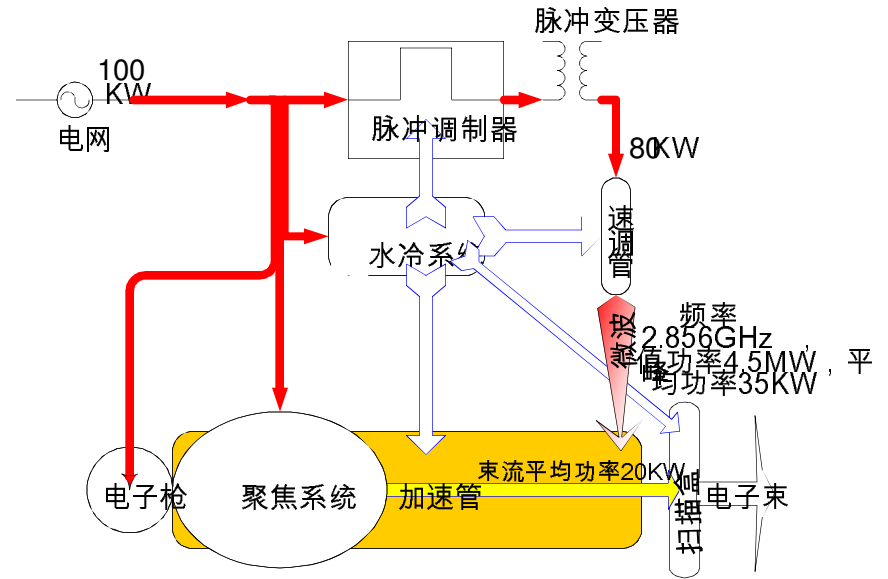 脉冲变压器
100
KW
电网
脉冲调制器
80KW
速调管
水冷系统
微波
频率
2.856GHz ，
峰值功率4.5MW，平
均功率35KW
束流平均功率20KW
电子枪
聚焦系统
加速管
扫描盒
电子束